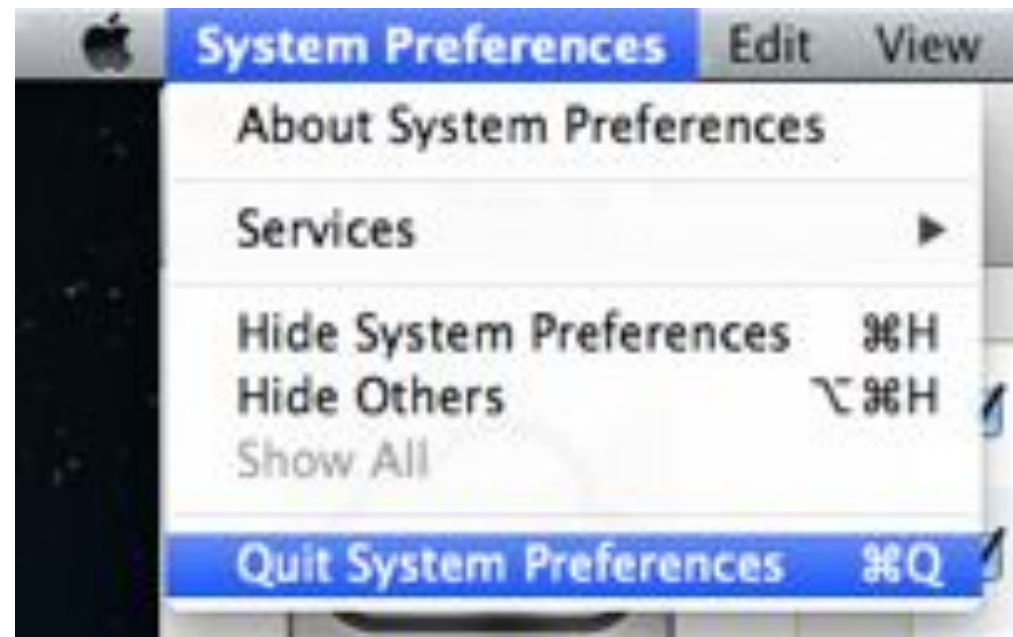 System Preferences Edit View
About System Preferences
Services
Hide System Preferences ⌘H
Hide Others ⌥⌘H
Show All
Quit System Preferences ⌘Q